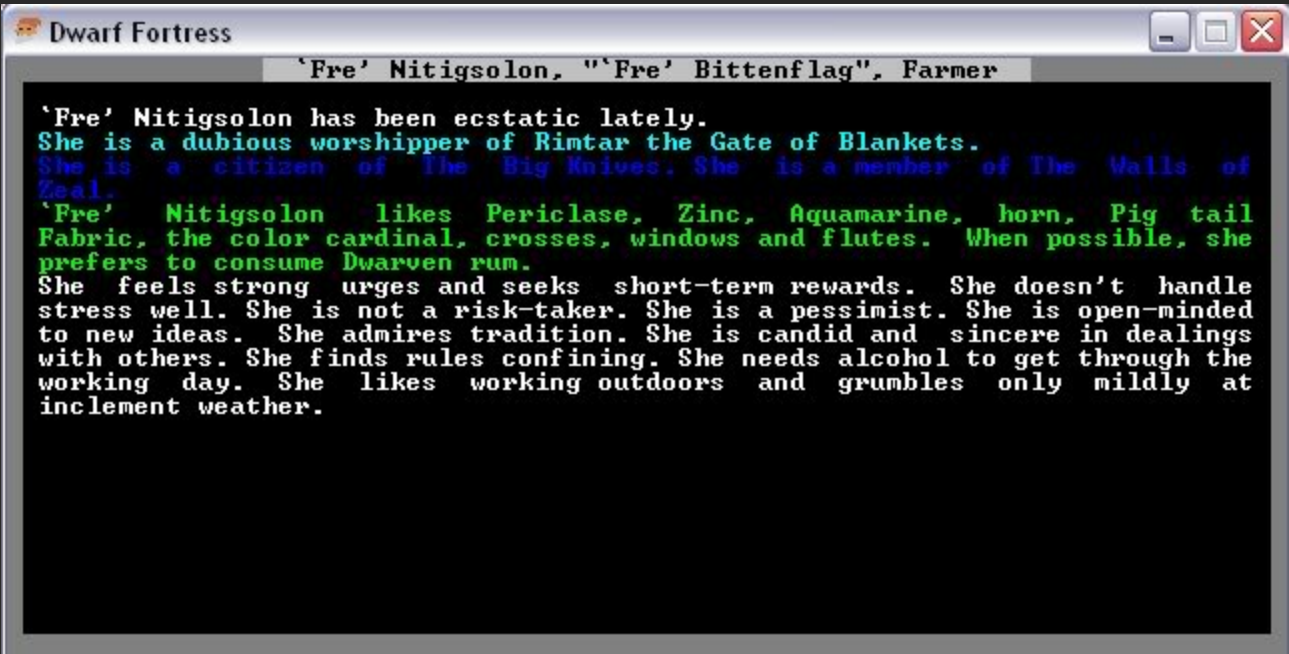 Dwarf Fortress
`Fre' Nitigsolon, "`Fre' Bittenflag", Farmer
`Fre' Nitigsolon has been ecstatic lately.
She is a dubious worshipper of Rimtar the Gate of Blankets.
She is a citizen of The Big Knives. She is a member of The Walls of
Zeal.
`Fre' Nitigsolon likes Periclase, Zinc, Aquamarine, horn, Pig tail
Fabric, the color cardinal, crosses, windows and flutes. When possible, she
prefers to consume Dwarven rum.
She feels strong urges and seeks short-term rewards. She doesn't handle
stress well. She is not a risk-taker. She is a pessimist. She is open-minded
to new ideas. She admires tradition. She is candid and sincere in dealings
with others. She finds rules confining. She needs alcohol to get through the
working day. She likes working outdoors and grumbles only mildly at
inclement weather.